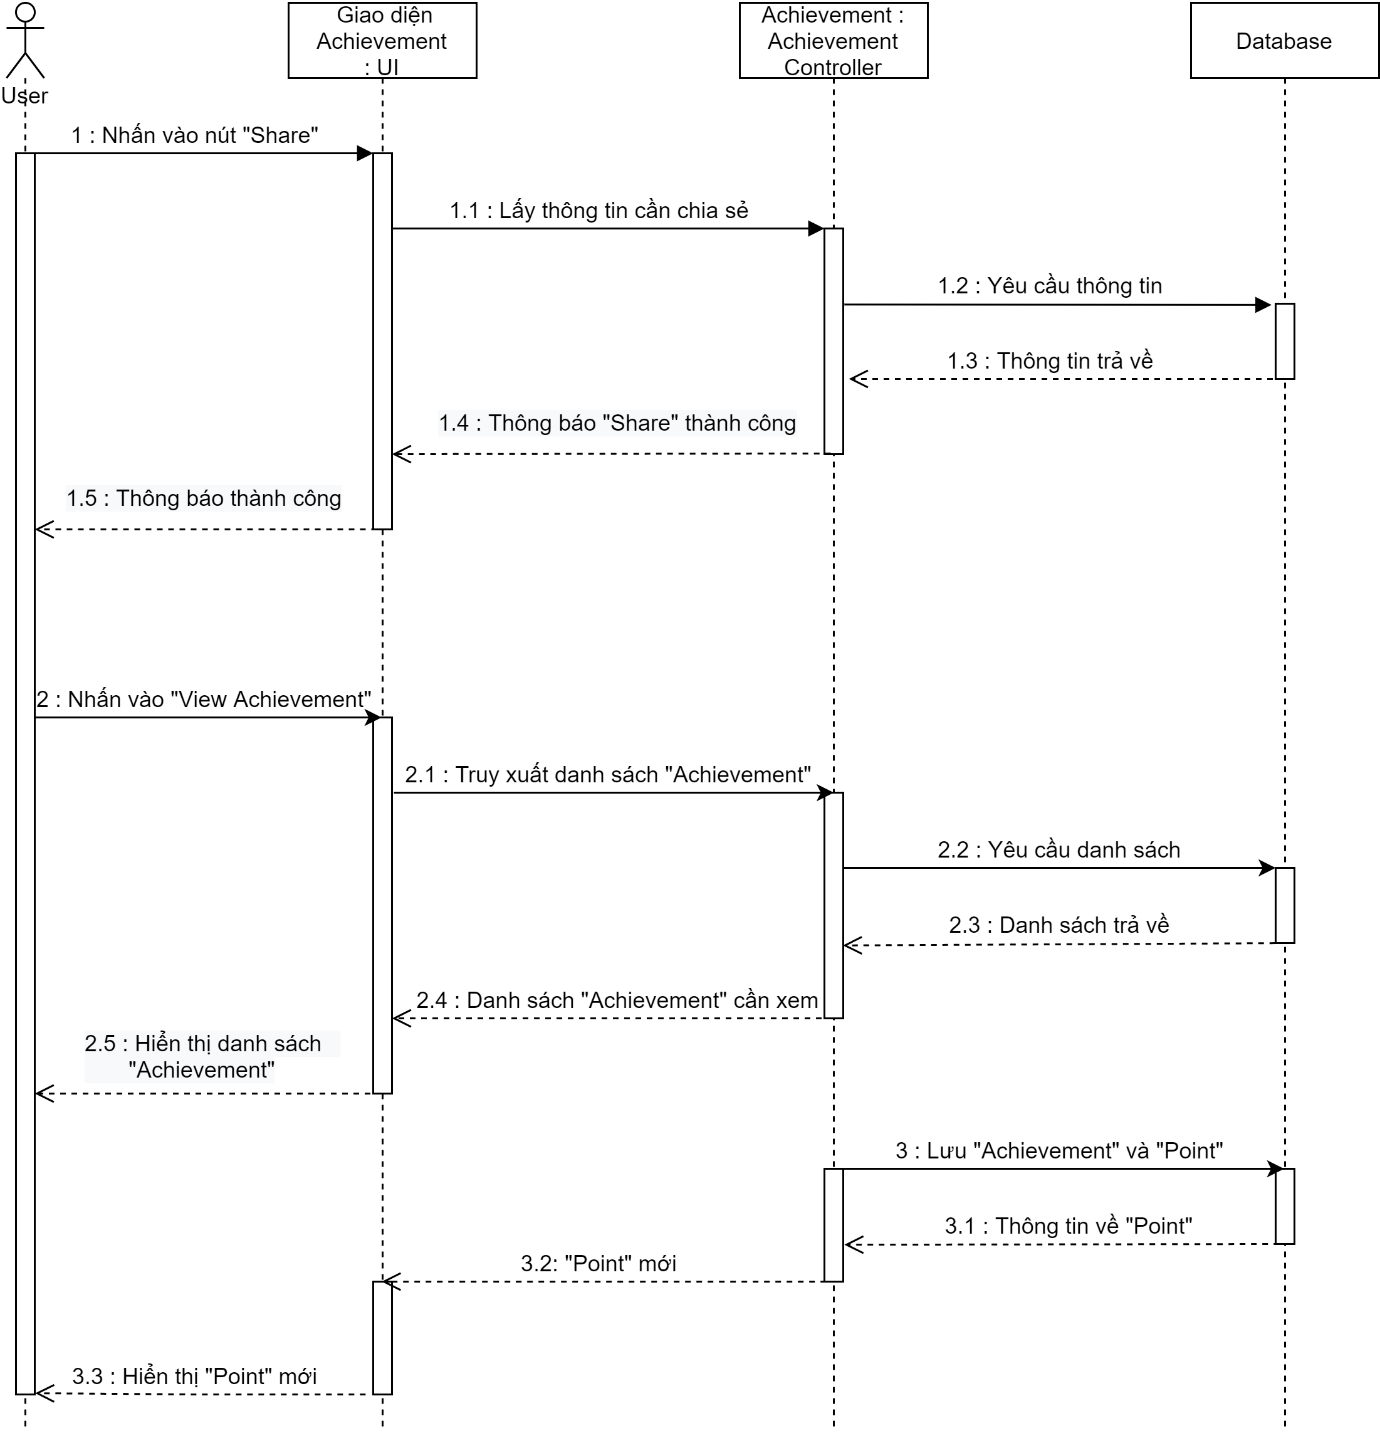 User
Giao diện
Achievement
: UI
Achievement :
Achievement
Controller
Database
1 : Nhấn vào nút "Share"
1.1 : Lấy thông tin cần chia sẻ
1.2 : Yêu cầu thông tin
1.3 : Thông tin trả về
1.4 : Thông báo "Share" thành công
1.5 : Thông báo thành công
2 : Nhấn vào "View Achievement"
2.1 : Truy xuất danh sách "Achievement"
2.2 : Yêu cầu danh sách
2.3 : Danh sách trả về
2.4 : Danh sách "Achievement" cần xem
2.5 : Hiển thị danh sách
"Achievement"
3 : Lưu "Achievement" và "Point"
3.1 : Thông tin về "Point"
3.2: "Point" mới
3.3 : Hiển thị "Point" mới